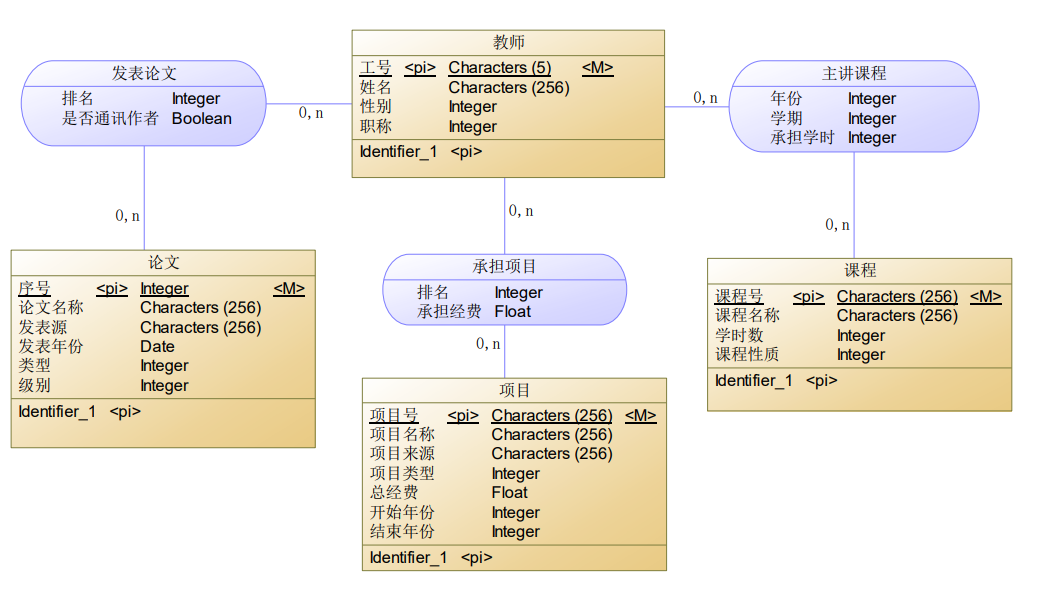 教师
工号 <pi> Characters (5) <M>
姓名 Characters (256)
性别 Integer
职称 Integer
Identifier_1 <pi>
发表论文
排名 Integer
是否通讯作者 Boolean
0,n
0,n
主讲课程
年份 Integer
学期 Integer
承担学时 Integer
0,n
0,n
0,n
论文
序号 <pi> Integer <M>
论文名称 Characters (256)
发表源 Characters (256)
发表年份 Date
类型 Integer
级别 Integer
Identifier_1 <pi>
承担项目
排名 Integer
承担经费 Float
0,n
课程
课程号 <pi> Characters (256) <M>
课程名称 Characters (256)
学时数 Integer
课程性质 Integer
Identifier_1 <pi>
项目
项目号 <pi> Characters (256) <M>
项目名称 Characters (256)
项目来源 Characters (256)
项目类型 Integer
总经费 Float
开始年份 Integer
结束年份 Integer
Identifier_1 <pi>